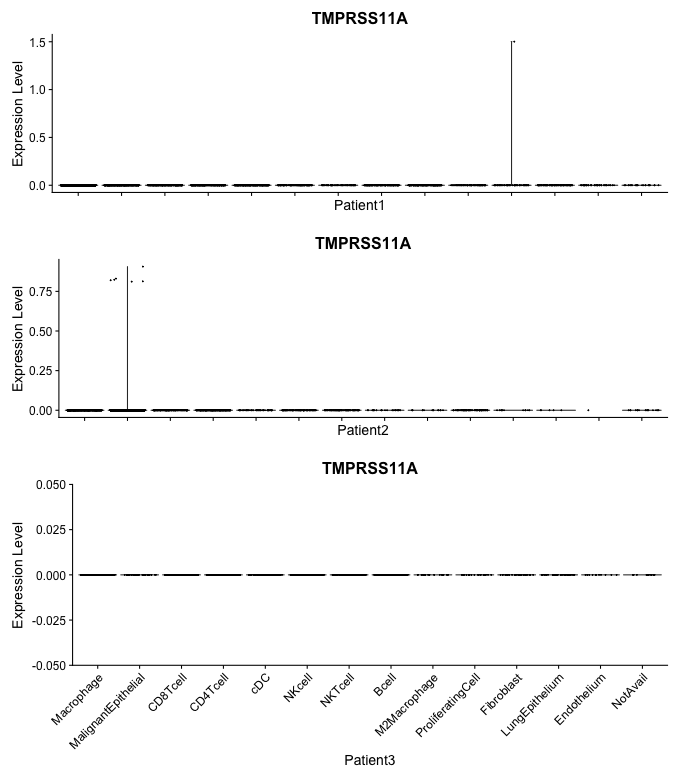 TMPRSS11A
Expression Level
1.5
1.0
0.5
0.0
Patient1
TMPRSS11A
Expression Level
0.75
0.50
0.25
0.00
Patient2
TMPRSS11A
Expression Level
0.050
0.025
0.000
-0.025
-0.050
Macrophage
MalignantEpithelial
CD8Tcell
CD4Tcell
cDC
NKcell
NKTcell
Bcell
M2Macrophage
ProliferatingCell
Fibroblast
LungEpithelium
Endothelium
NotAvail
Patient3